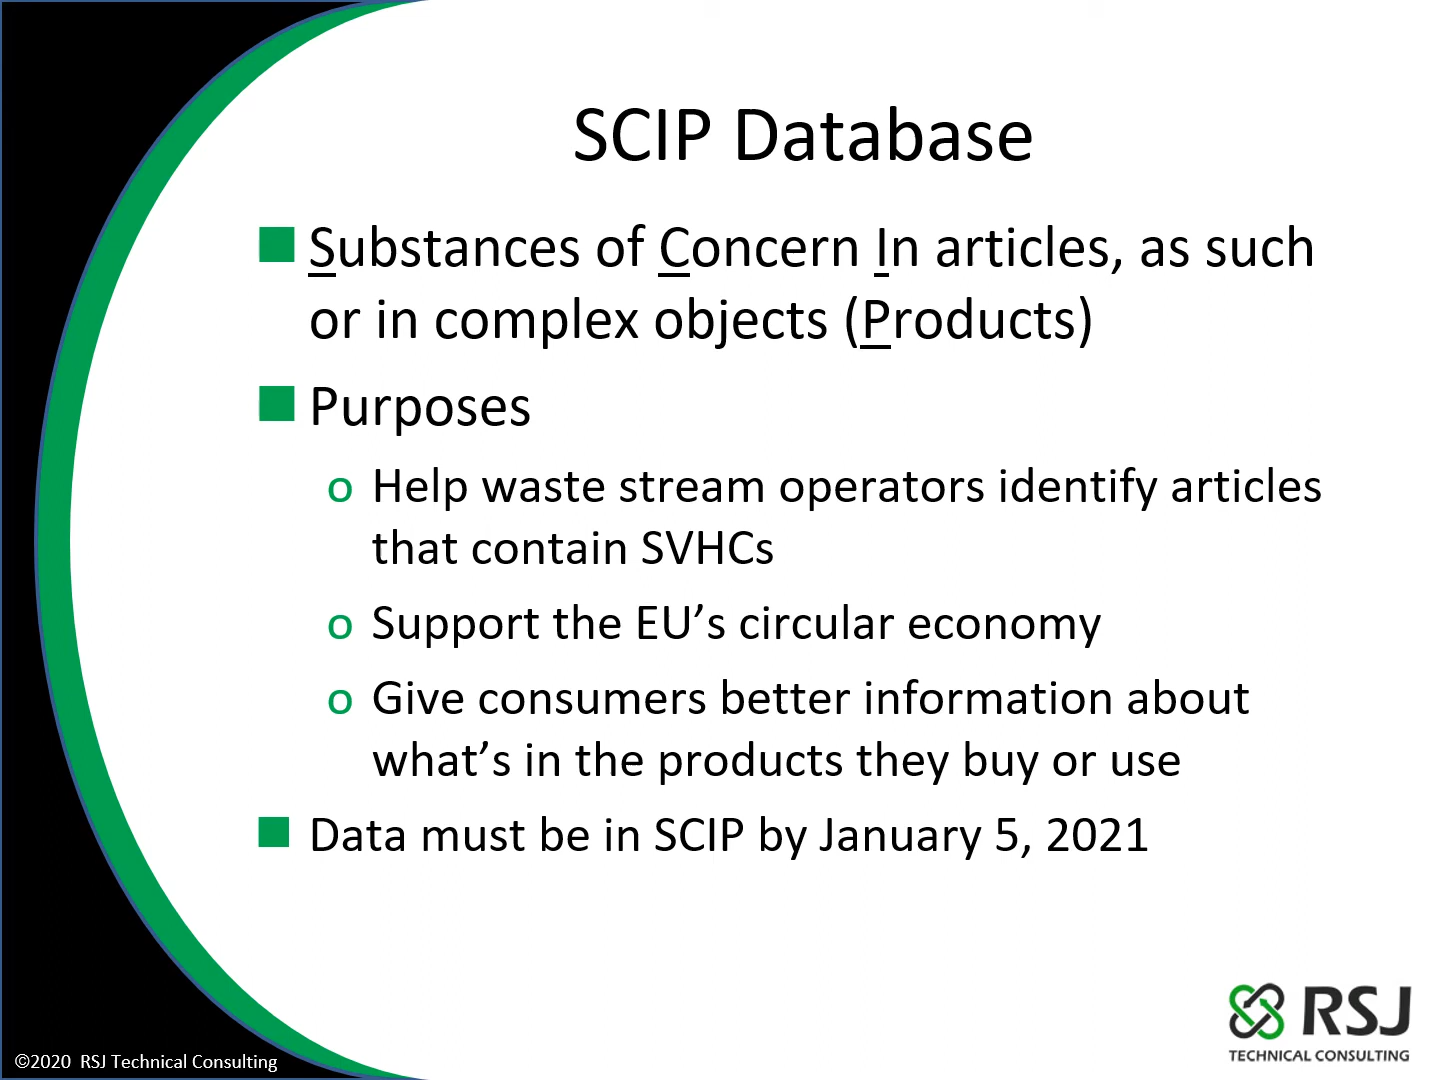 SCIP Database
Substances of Concern In articles, as such
or in complex objects (Products)
Purposes
o Help waste stream operators identify articles
that contain SVHCs
o Support the EU’s circular economy
o Give consumers better information about
what’s in the products they buy or use
Data must be in SCIP by January 5, 2021
RSJ
TECHNICAL CONSULTING
©2020 RSJ Technical Consulting